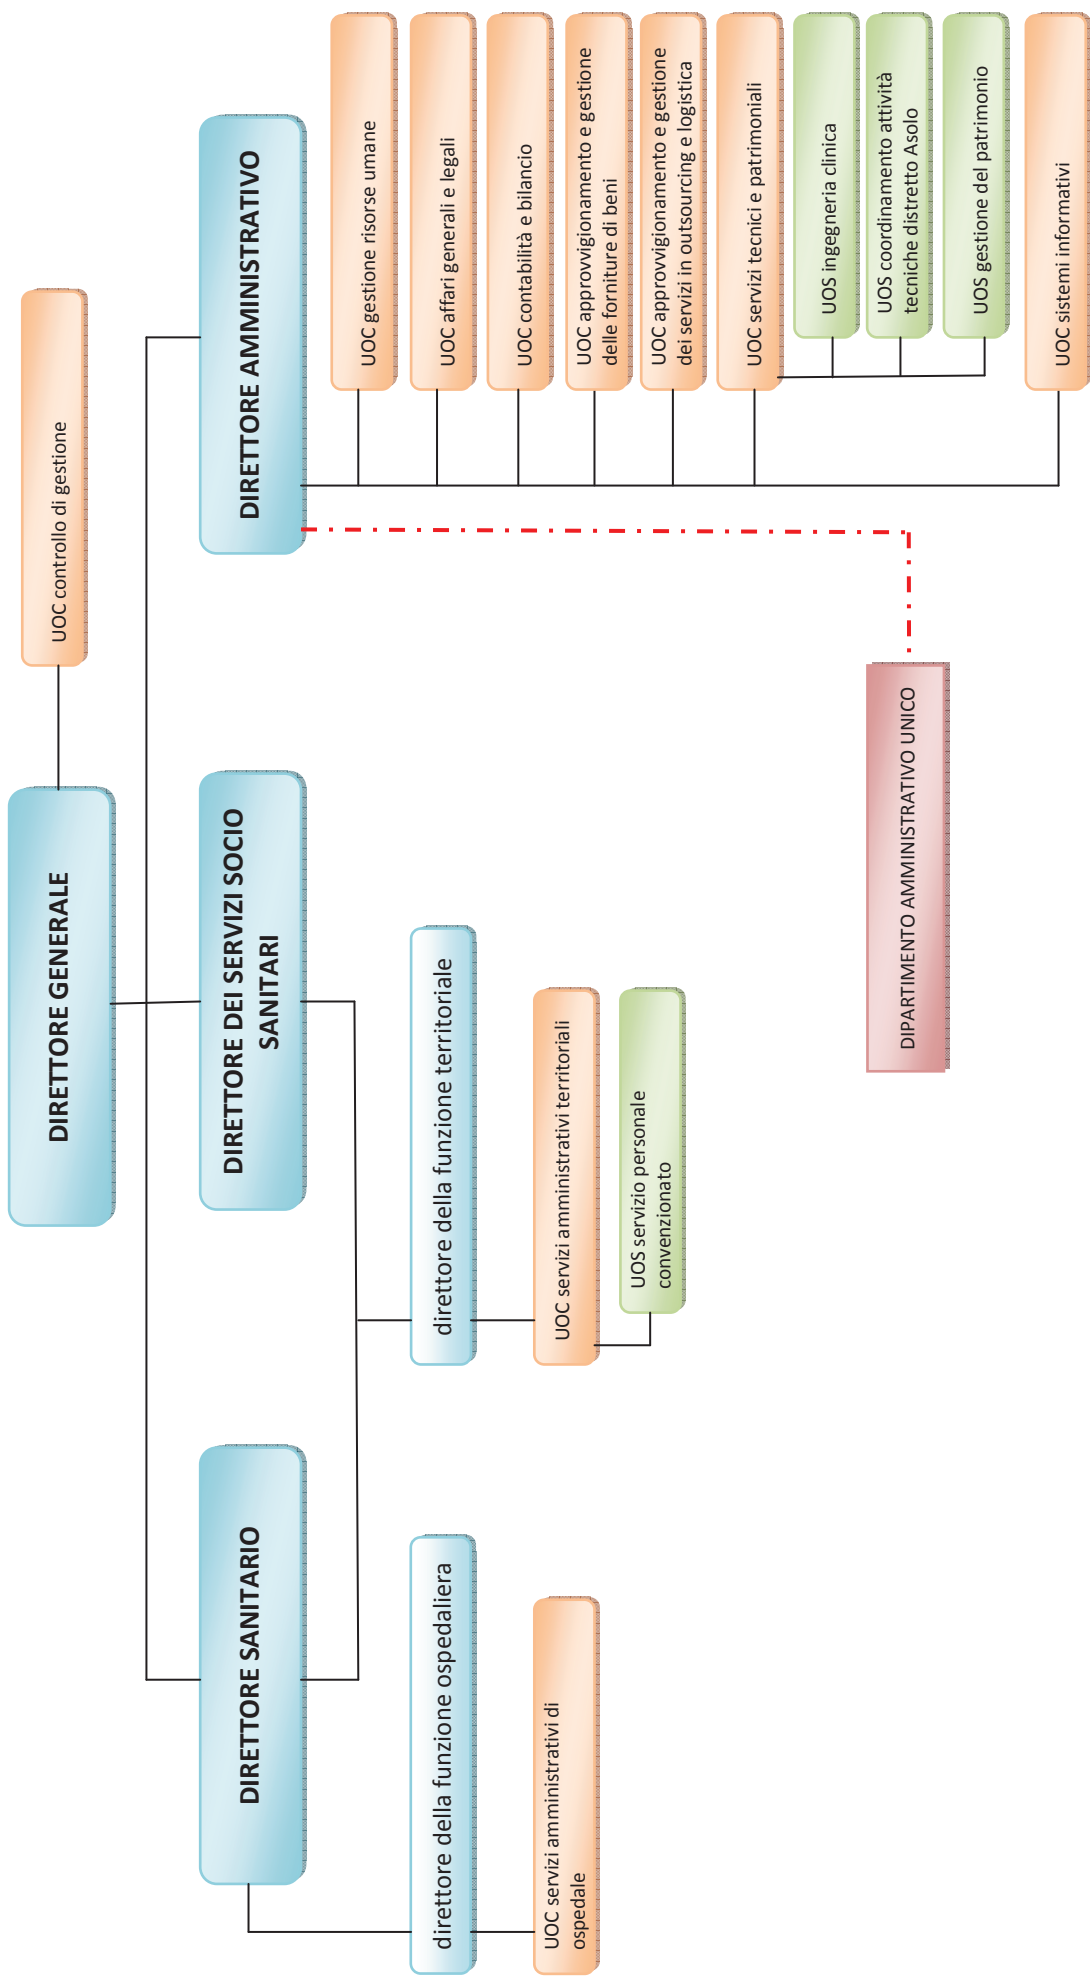 DIRETTORE GENERALE
UOC controllo di gestione
DIRETTORE SANITARIO
DIRETTORE DEI SERVIZI SOCIO
SANITARI
DIRETTORE AMMINISTRATIVO
direttore della funzione ospedaliera
UOC servizi amministrativi di
ospedale
direttore della funzione territoriale
UOC servizi amministrativi territoriali
UOS servizio personale
convenzionato
UOC gestione risorse umane
UOC affari generali e legali
UOC contabilità e bilancio
UOC approvvigionamento e gestione
delle forniture di beni
UOC approvvigionamento e gestione
dei servizi in outsourcing e logistica
UOC servizi tecnici e patrimoniali
UOS ingegneria clinica
UOS coordinamento attività
tecniche distretto Asolo
UOS gestione del patrimonio
UOC sistemi informativi
DIPARTIMENTO AMMINISTRATIVO UNICO